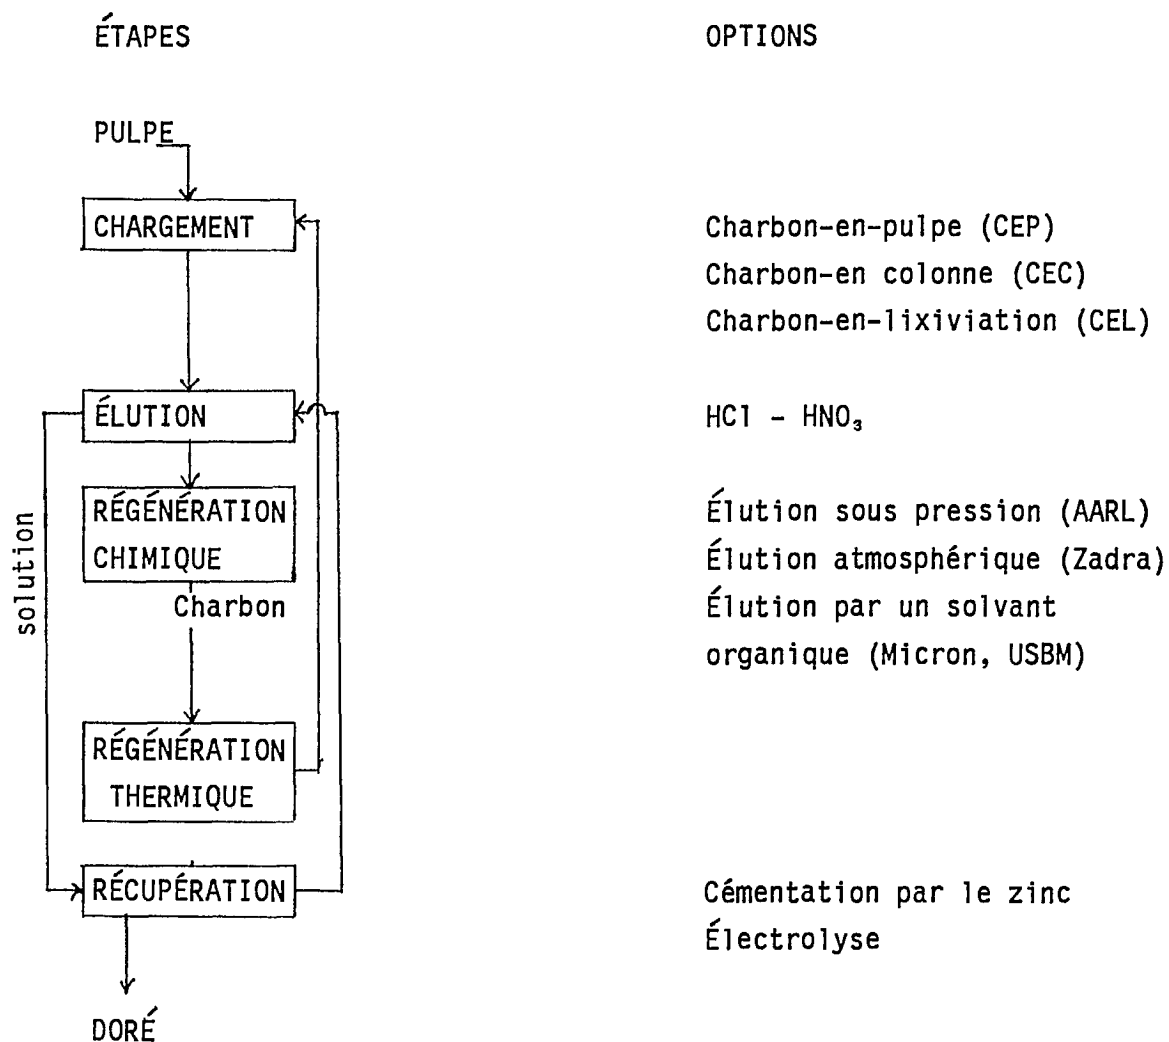 ÉTAPES OPTIONS
PULPE
CHARGEMENT Charbon-en-pulpe (CEP)
Charbon-en colonne (CEC)
Charbon-en-lixiviation (CEL)
ÉLUTION HCl - HNO₃
solution
RÉGÉNÉRATION Élution sous pression (AARL)
CHIMIQUE Élution atmosphérique (Zadra)
Charbon Élution par un solvant
organique (Micron, USBM)
RÉGÉNÉRATION
THERMIQUE
RÉCUPÉRATION Cémentation par le zinc
Électrolyse
DORÉ